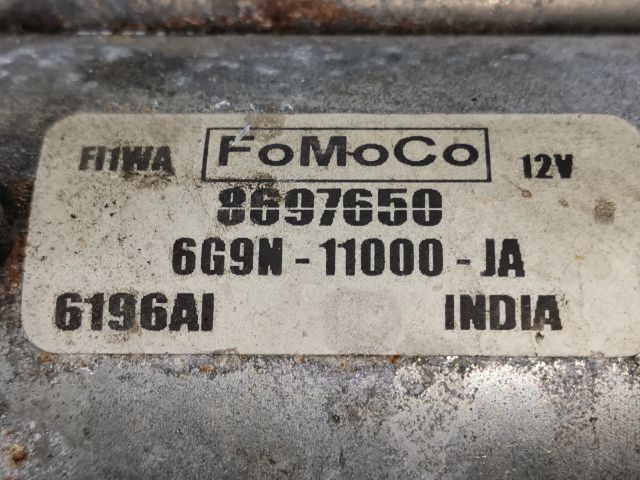 FI1WA FoMoCo 12V
8697650
6G9N - 11000 - JA
6196AI INDIA